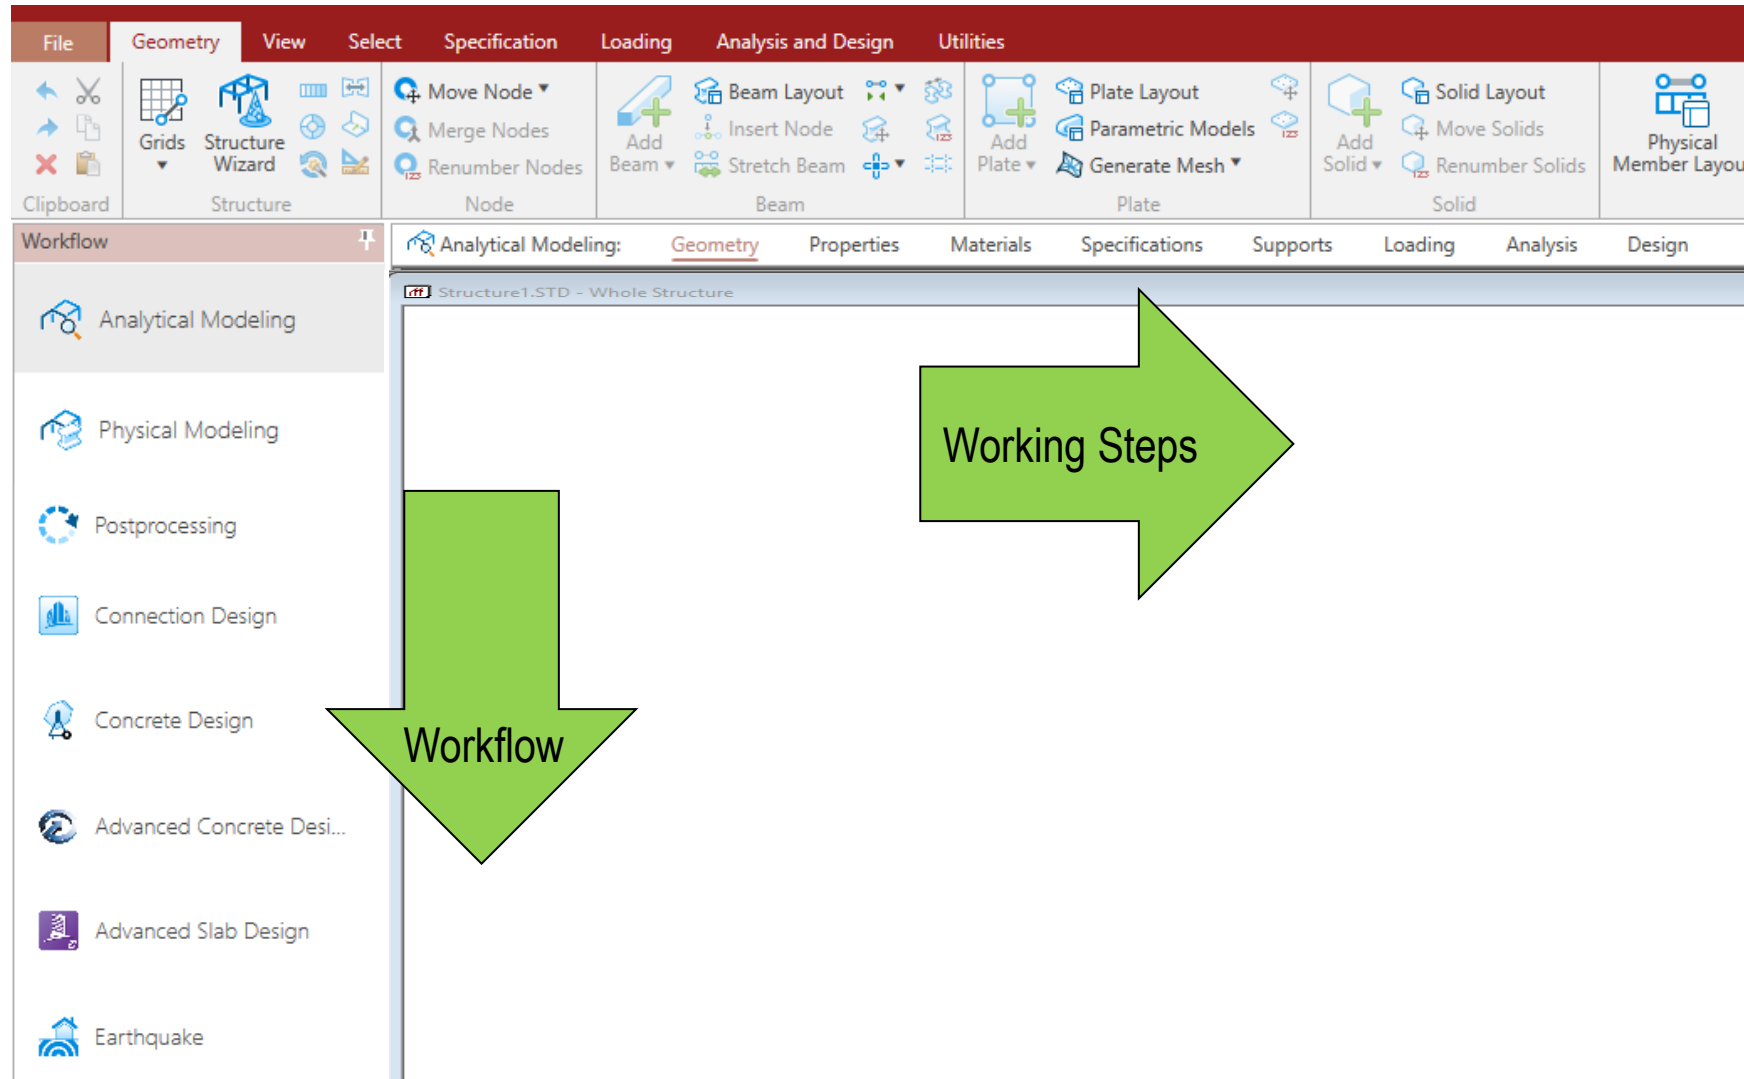 File Geometry View Select Specification Loading Analysis and Design Utilities
Grids
Structure
Wizard
Move Node
Merge Nodes
Renumber Nodes
Add
Beam
Beam Layout
Insert Node
Stretch Beam
Add
Plate
Plate Layout
Parametric Models
Generate Mesh
Add
Solid
Solid Layout
Move Solids
Renumber Solids
Physical
Member Layou
Clipboard Structure Node Beam Plate Solid
Workflow
Analytical Modeling: Geometry Properties Materials Specifications Supports Loading Analysis Design
Structure1.STD - Whole Structure
Analytical Modeling
Physical Modeling
Postprocessing
Connection Design
Concrete Design
Advanced Concrete Desi...
Advanced Slab Design
Earthquake
Working Steps
Workflow